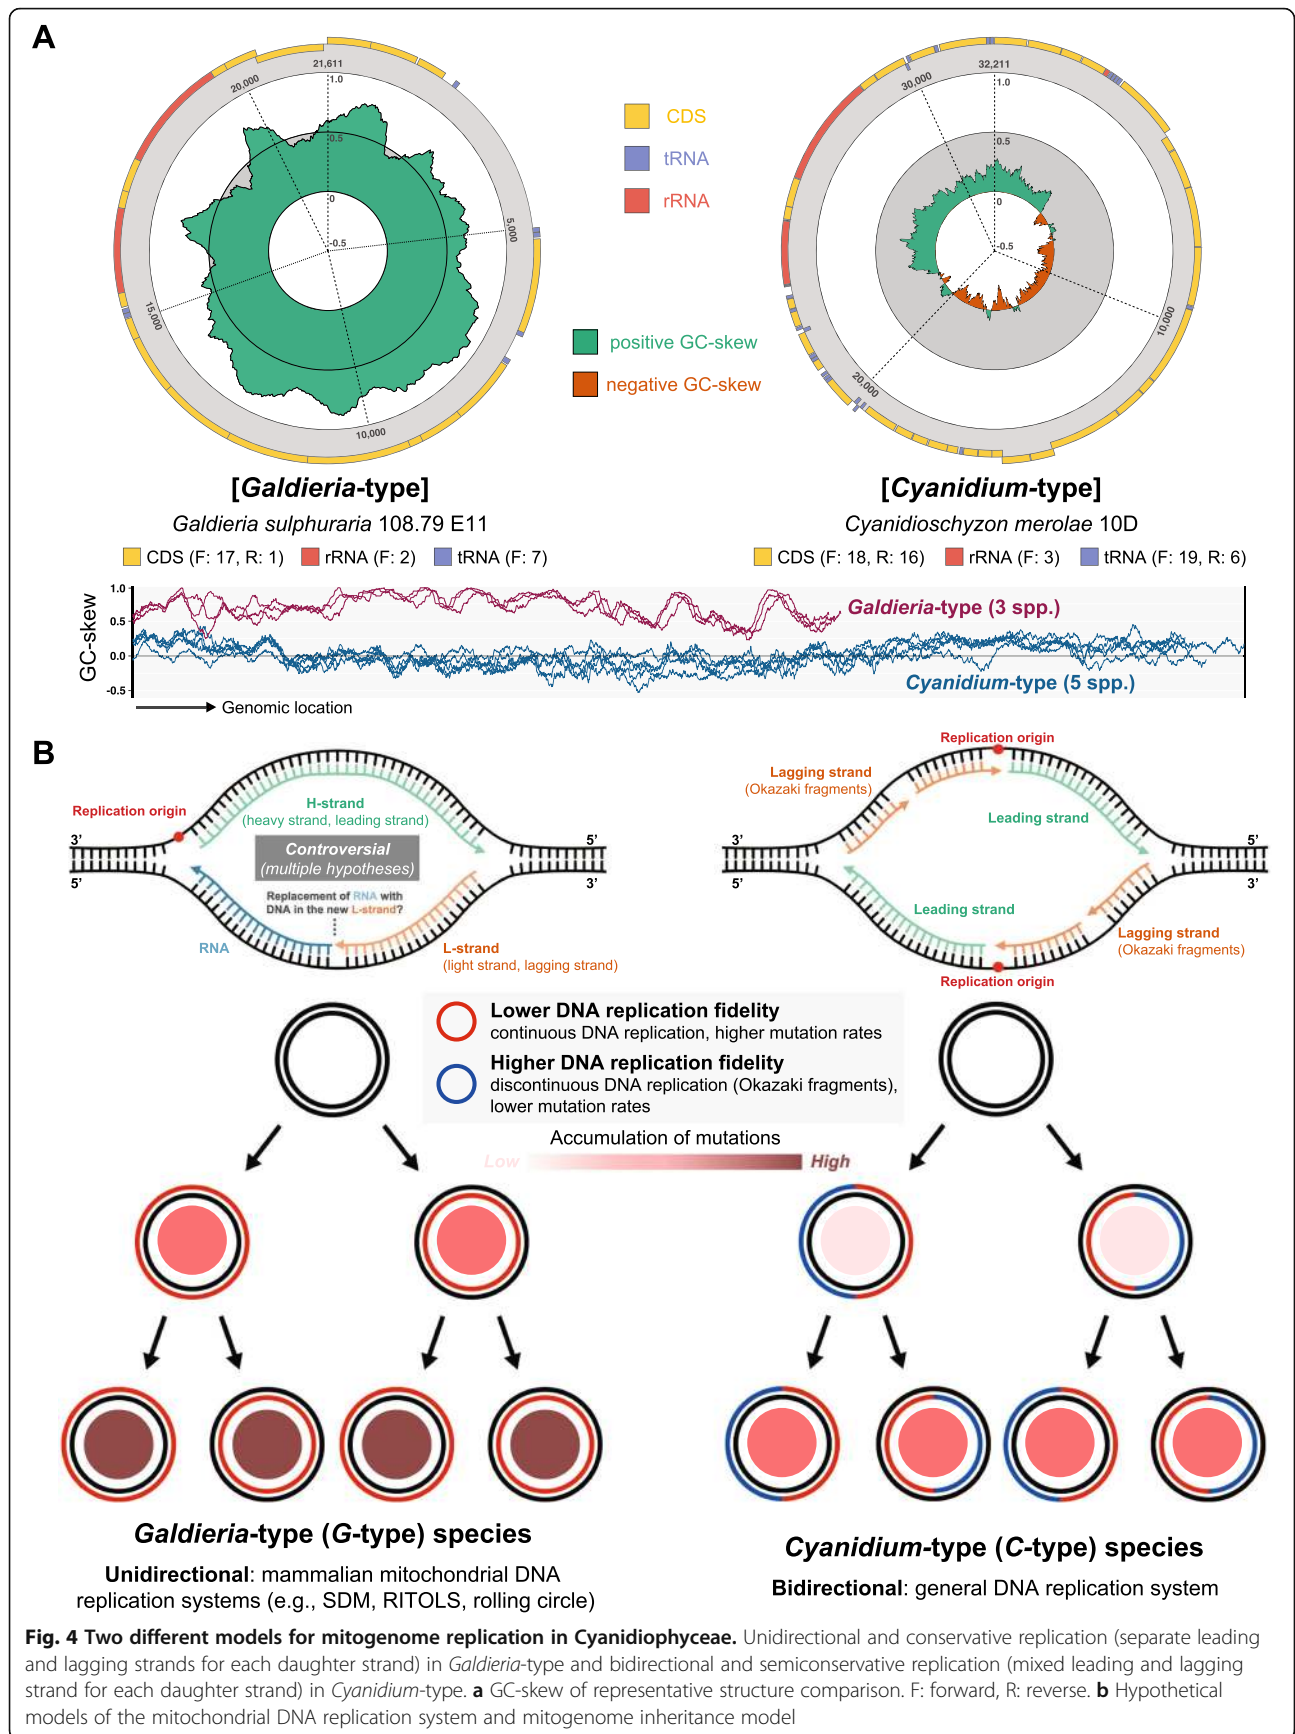 A
21,611
1.0
0.5
0
-0.5
5,000
10,000
15,000
20,000
CDS
tRNA
rRNA
positive GC-skew
negative GC-skew
32,211
1.0
0.5
0
-0.5
10,000
20,000
30,000
[Galdieria-type]
Galdieria sulphuraria 108.79 E11
CDS (F: 17, R: 1) rRNA (F: 2) tRNA (F: 7)
[Cyanidium-type]
Cyanidioschyzon merolae 10D
CDS (F: 18, R: 16) rRNA (F: 3) tRNA (F: 19, R: 6)
GC-skew
1.0
0.5
0.0
-0.5
Galdieria-type (3 spp.)
Cyanidium-type (5 spp.)
Genomic location
B
Replication origin
H-strand
(heavy strand, leading strand)
Controversial
(multiple hypotheses)
Replacement of RNA with
DNA in the new L-strand?
RNA
L-strand
(light strand, lagging strand)
3’
5’
5’
3’
Replication origin
Lagging strand
(Okazaki fragments)
Leading strand
3’
5’
5’
3’
Leading strand
Lagging strand
(Okazaki fragments)
Replication origin
Lower DNA replication fidelity
continuous DNA replication, higher mutation rates
Higher DNA replication fidelity
discontinuous DNA replication (Okazaki fragments),
lower mutation rates
Accumulation of mutations
Low
High
Galdieria-type (G-type) species
Unidirectional: mammalian mitochondrial DNA
replication systems (e.g., SDM, RITOLS, rolling circle)
Cyanidium-type (C-type) species
Bidirectional: general DNA replication system
Fig. 4 Two different models for mitogenome replication in Cyanidiophyceae. Unidirectional and conservative replication (separate leading
and lagging strands for each daughter strand) in Galdieria-type and bidirectional and semiconservative replication (mixed leading and lagging
strand for each daughter strand) in Cyanidium-type. a GC-skew of representative structure comparison. F: forward, R: reverse. b Hypothetical
models of the mitochondrial DNA replication system and mitogenome inheritance model